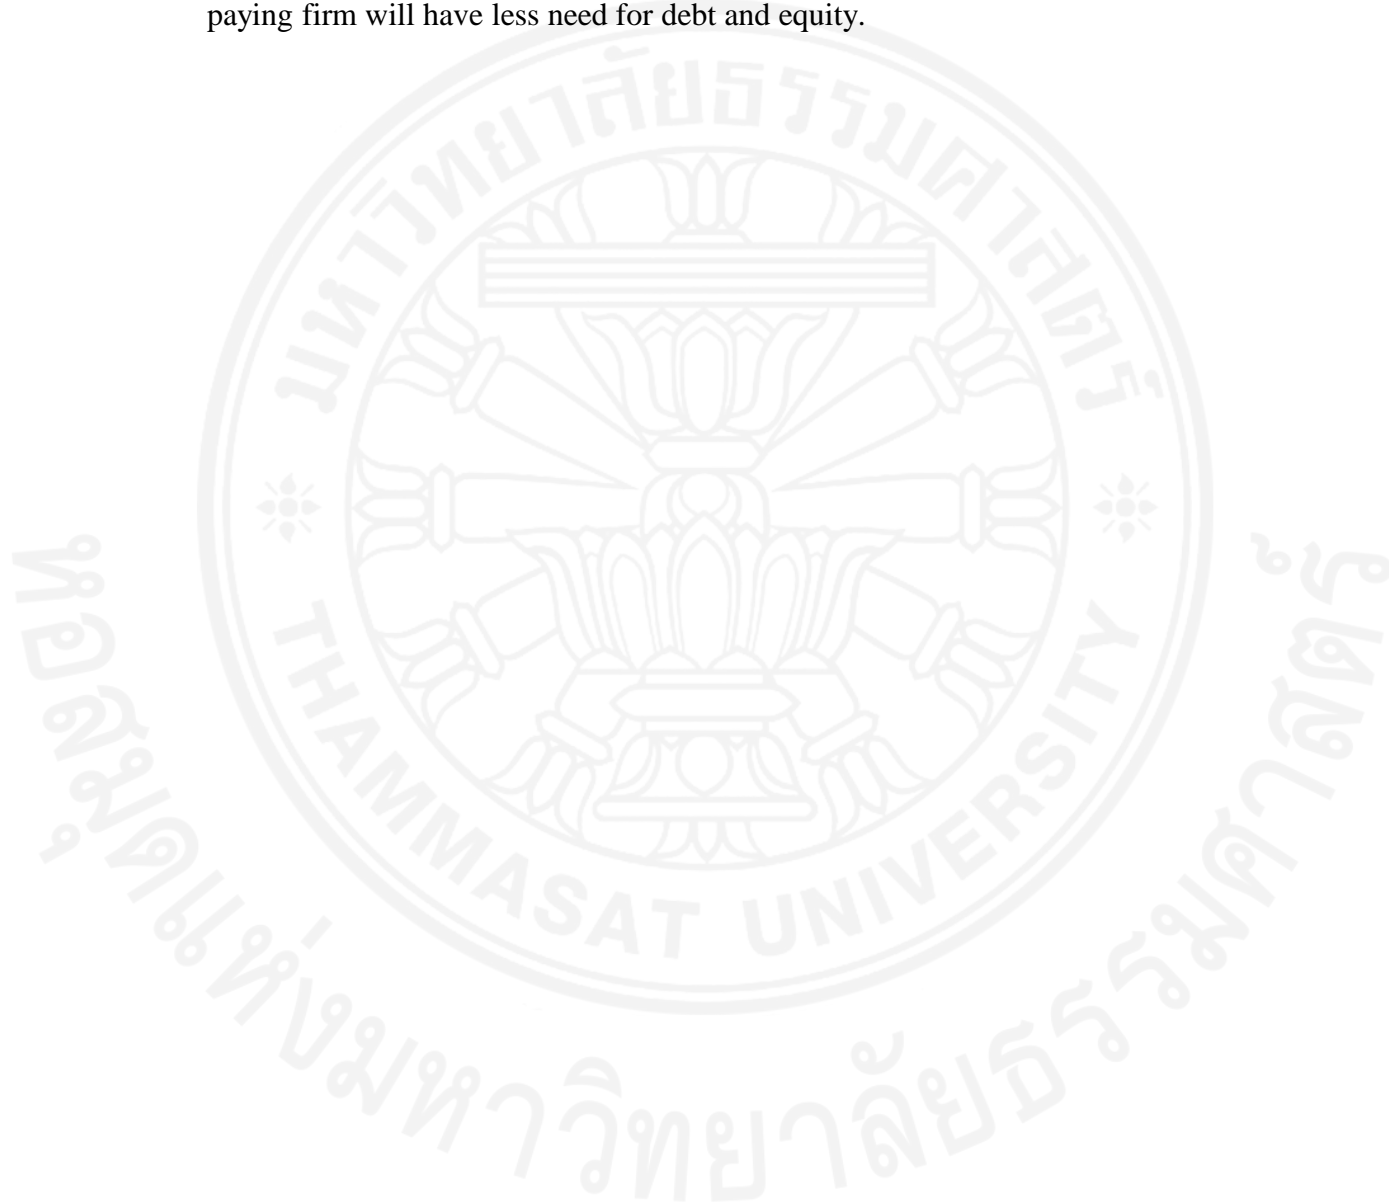 paying firm will have less need for debt and equity.
มหาวิทยาลัยธรรมศาสตร์
THAMMASAT UNIVERSITY
หอสมุดแห่งมหาวิทยาลัยธรรมศาสตร์